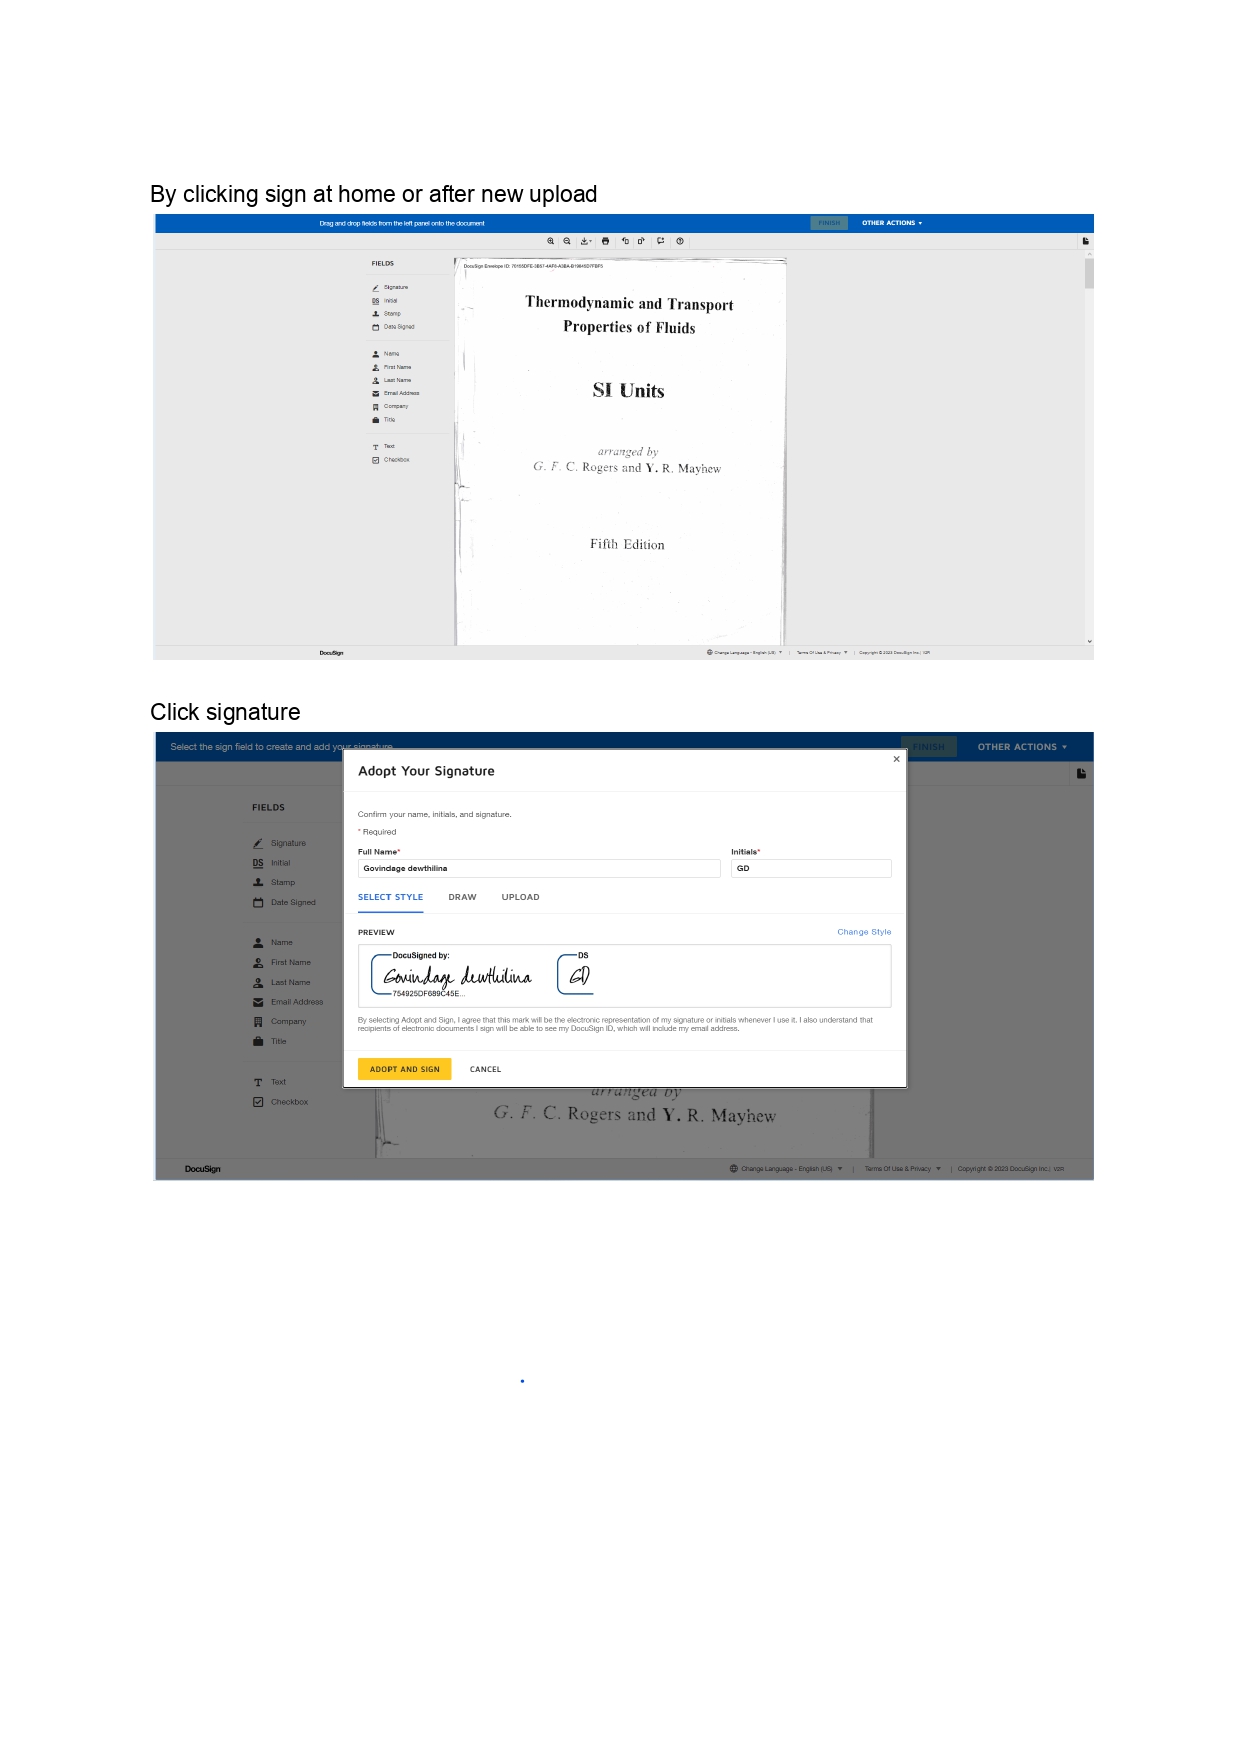 By clicking sign at home or after new upload
Drag and drop fields from the left panel onto the document
FINISH
OTHER ACTIONS
FIELDS
Signature
DS Initial
Stamp
Date Signed
Name
First Name
Last Name
Email Address
Company
Title
Text
Checkbox
Thermodynamic and Transport
Properties of Fluids
SI Units
arranged by
G. F. C. Rogers and Y. R. Mayhew
Fifth Edition
DocuSign
Change Language - English (US) | Terms Of Use & Privacy | Copyright © 2023 DocuSign Inc. | V2R
Click signature
Select the sign field to create and add your signature
FINISH
OTHER ACTIONS
Adopt Your Signature
Confirm your name, initials, and signature.
* Required
Full Name*
Initials*
Govindage dewthilina
GD
SELECT STYLE DRAW UPLOAD
PREVIEW
Change Style
DocuSigned by:
Govindage dewthilina
754925DF689C45E...
DS
GD
By selecting Adopt and Sign, I agree that this mark will be the electronic representation of my signature or initials whenever I use it. I also understand that
recipients of electronic documents I sign will be able to see my DocuSign ID, which will include my email address.
ADOPT AND SIGN CANCEL
FIELDS
Signature
DS Initial
Stamp
Date Signed
Name
First Name
Last Name
Email Address
Company
Title
Text
Checkbox
arranged by
G. F. C. Rogers and Y. R. Mayhew
DocuSign
Change Language - English (US) | Terms Of Use & Privacy | Copyright © 2023 DocuSign Inc. | V2R